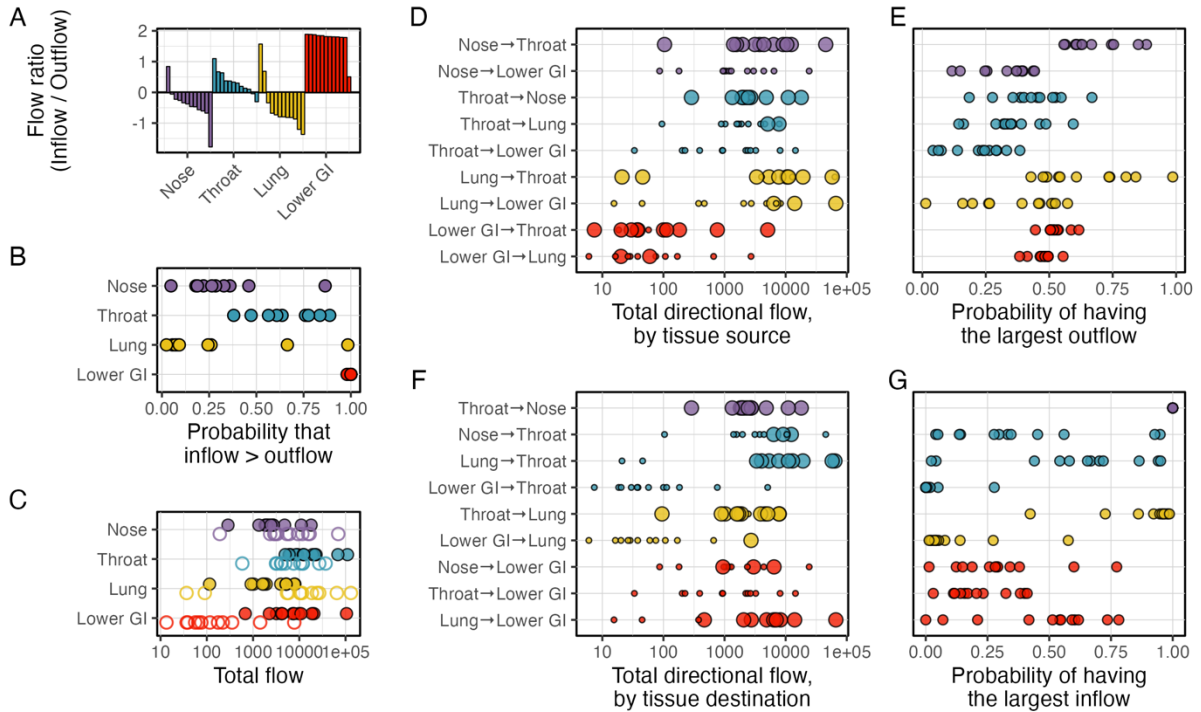 A
Flow ratio
(Inflow / Outflow)
2
1
0
-1
Nose
Throat
Lung
Lower GI
B
Nose
Throat
Lung
Lower GI
0.00 0.25 0.50 0.75 1.00
Probability that
inflow > outflow
C
Nose
Throat
Lung
Lower GI
10 100 1000 10000 1e+05
Total flow
D
Nose→Throat
Nose→Lower GI
Throat→Nose
Throat→Lung
Throat→Lower GI
Lung→Throat
Lung→Lower GI
Lower GI→Throat
Lower GI→Lung
10 100 1000 10000 1e+05
Total directional flow,
by tissue source
E
0.00 0.25 0.50 0.75 1.00
Probability of having
the largest outflow
F
Throat→Nose
Nose→Throat
Lung→Throat
Lower GI→Throat
Throat→Lung
Lower GI→Lung
Nose→Lower GI
Throat→Lower GI
Lung→Lower GI
10 100 1000 10000 1e+05
Total directional flow,
by tissue destination
G
0.00 0.25 0.50 0.75 1.00
Probability of having
the largest inflow